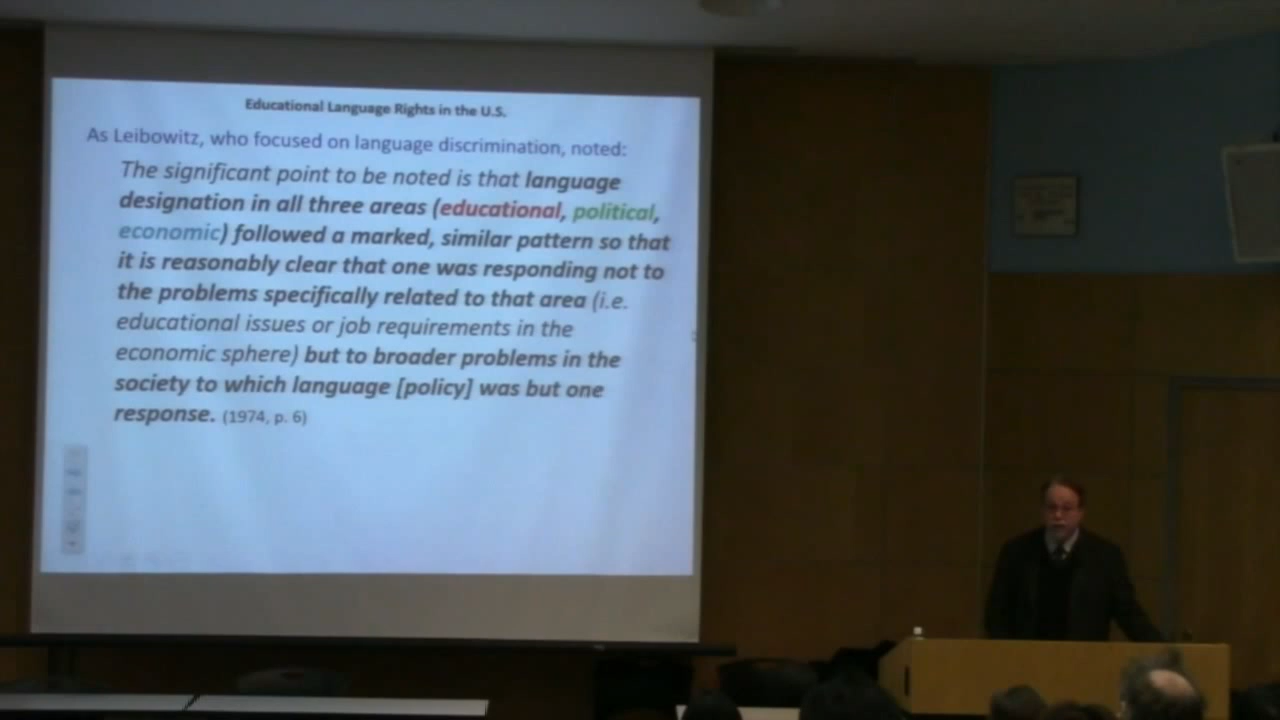 Educational Language Rights in the U.S.
As Leibowitz, who focused on language discrimination, noted:
The significant point to be noted is that language
designation in all three areas (educational, political,
economic) followed a marked, similar pattern so that
it is reasonably clear that one was responding not to
the problems specifically related to that area (i.e.
educational issues or job requirements in the
economic sphere) but to broader problems in the
society to which language [policy] was but one
response. (1974, p. 6)